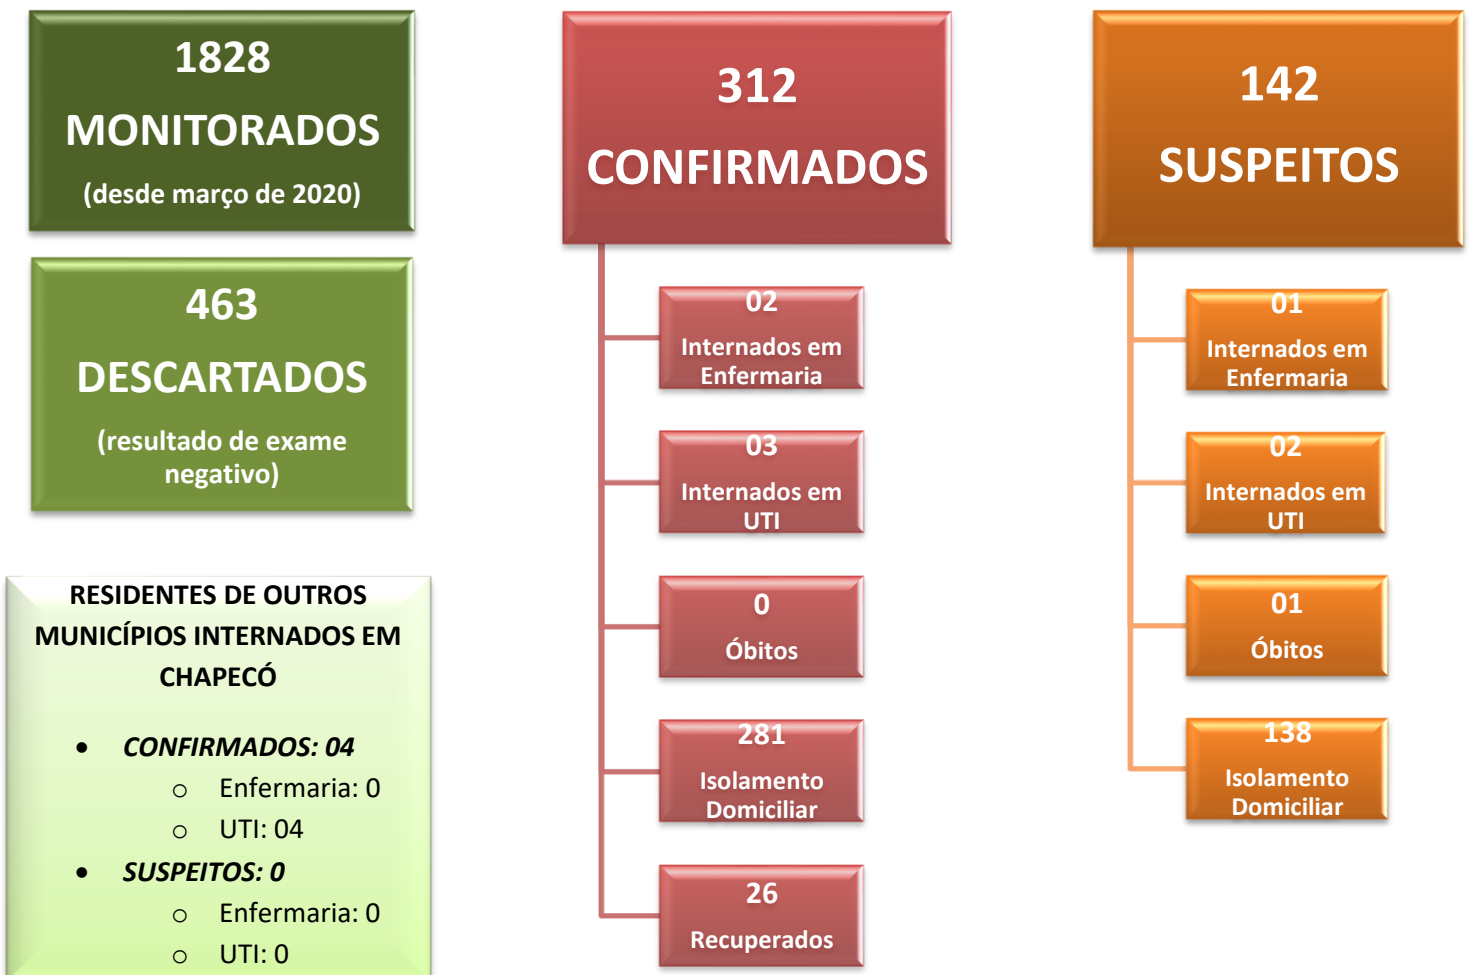 1828
MONITORADOS
(desde março de 2020)
463
DESCARTADOS
(resultado de exame
negativo)
RESIDENTES DE OUTROS
MUNICÍPIOS INTERNADOS EM
CHAPECÓ
• CONFIRMADOS: 04
o Enfermaria: 0
o UTI: 04
• SUSPEITOS: 0
o Enfermaria: 0
o UTI: 0
312
CONFIRMADOS
02
Internados em
Enfermaria
03
Internados em
UTI
0
Óbitos
281
Isolamento
Domiciliar
26
Recuperados
142
SUSPEITOS
01
Internados em
Enfermaria
02
Internados em
UTI
01
Óbitos
138
Isolamento
Domiciliar